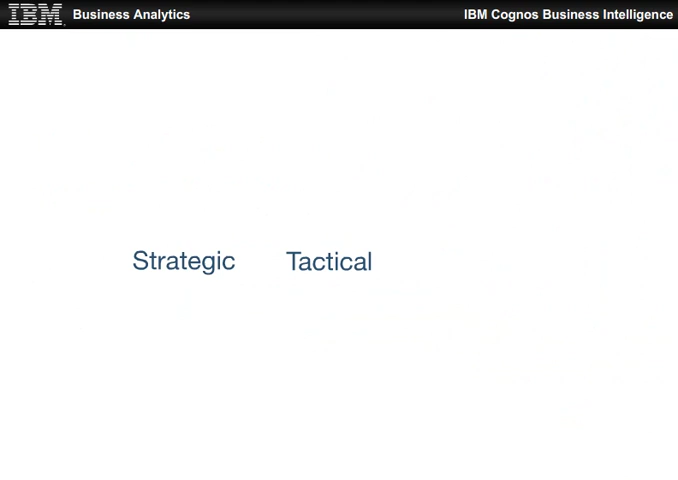 IBM Business Analytics IBM Cognos Business Intelligence
Strategic Tactical